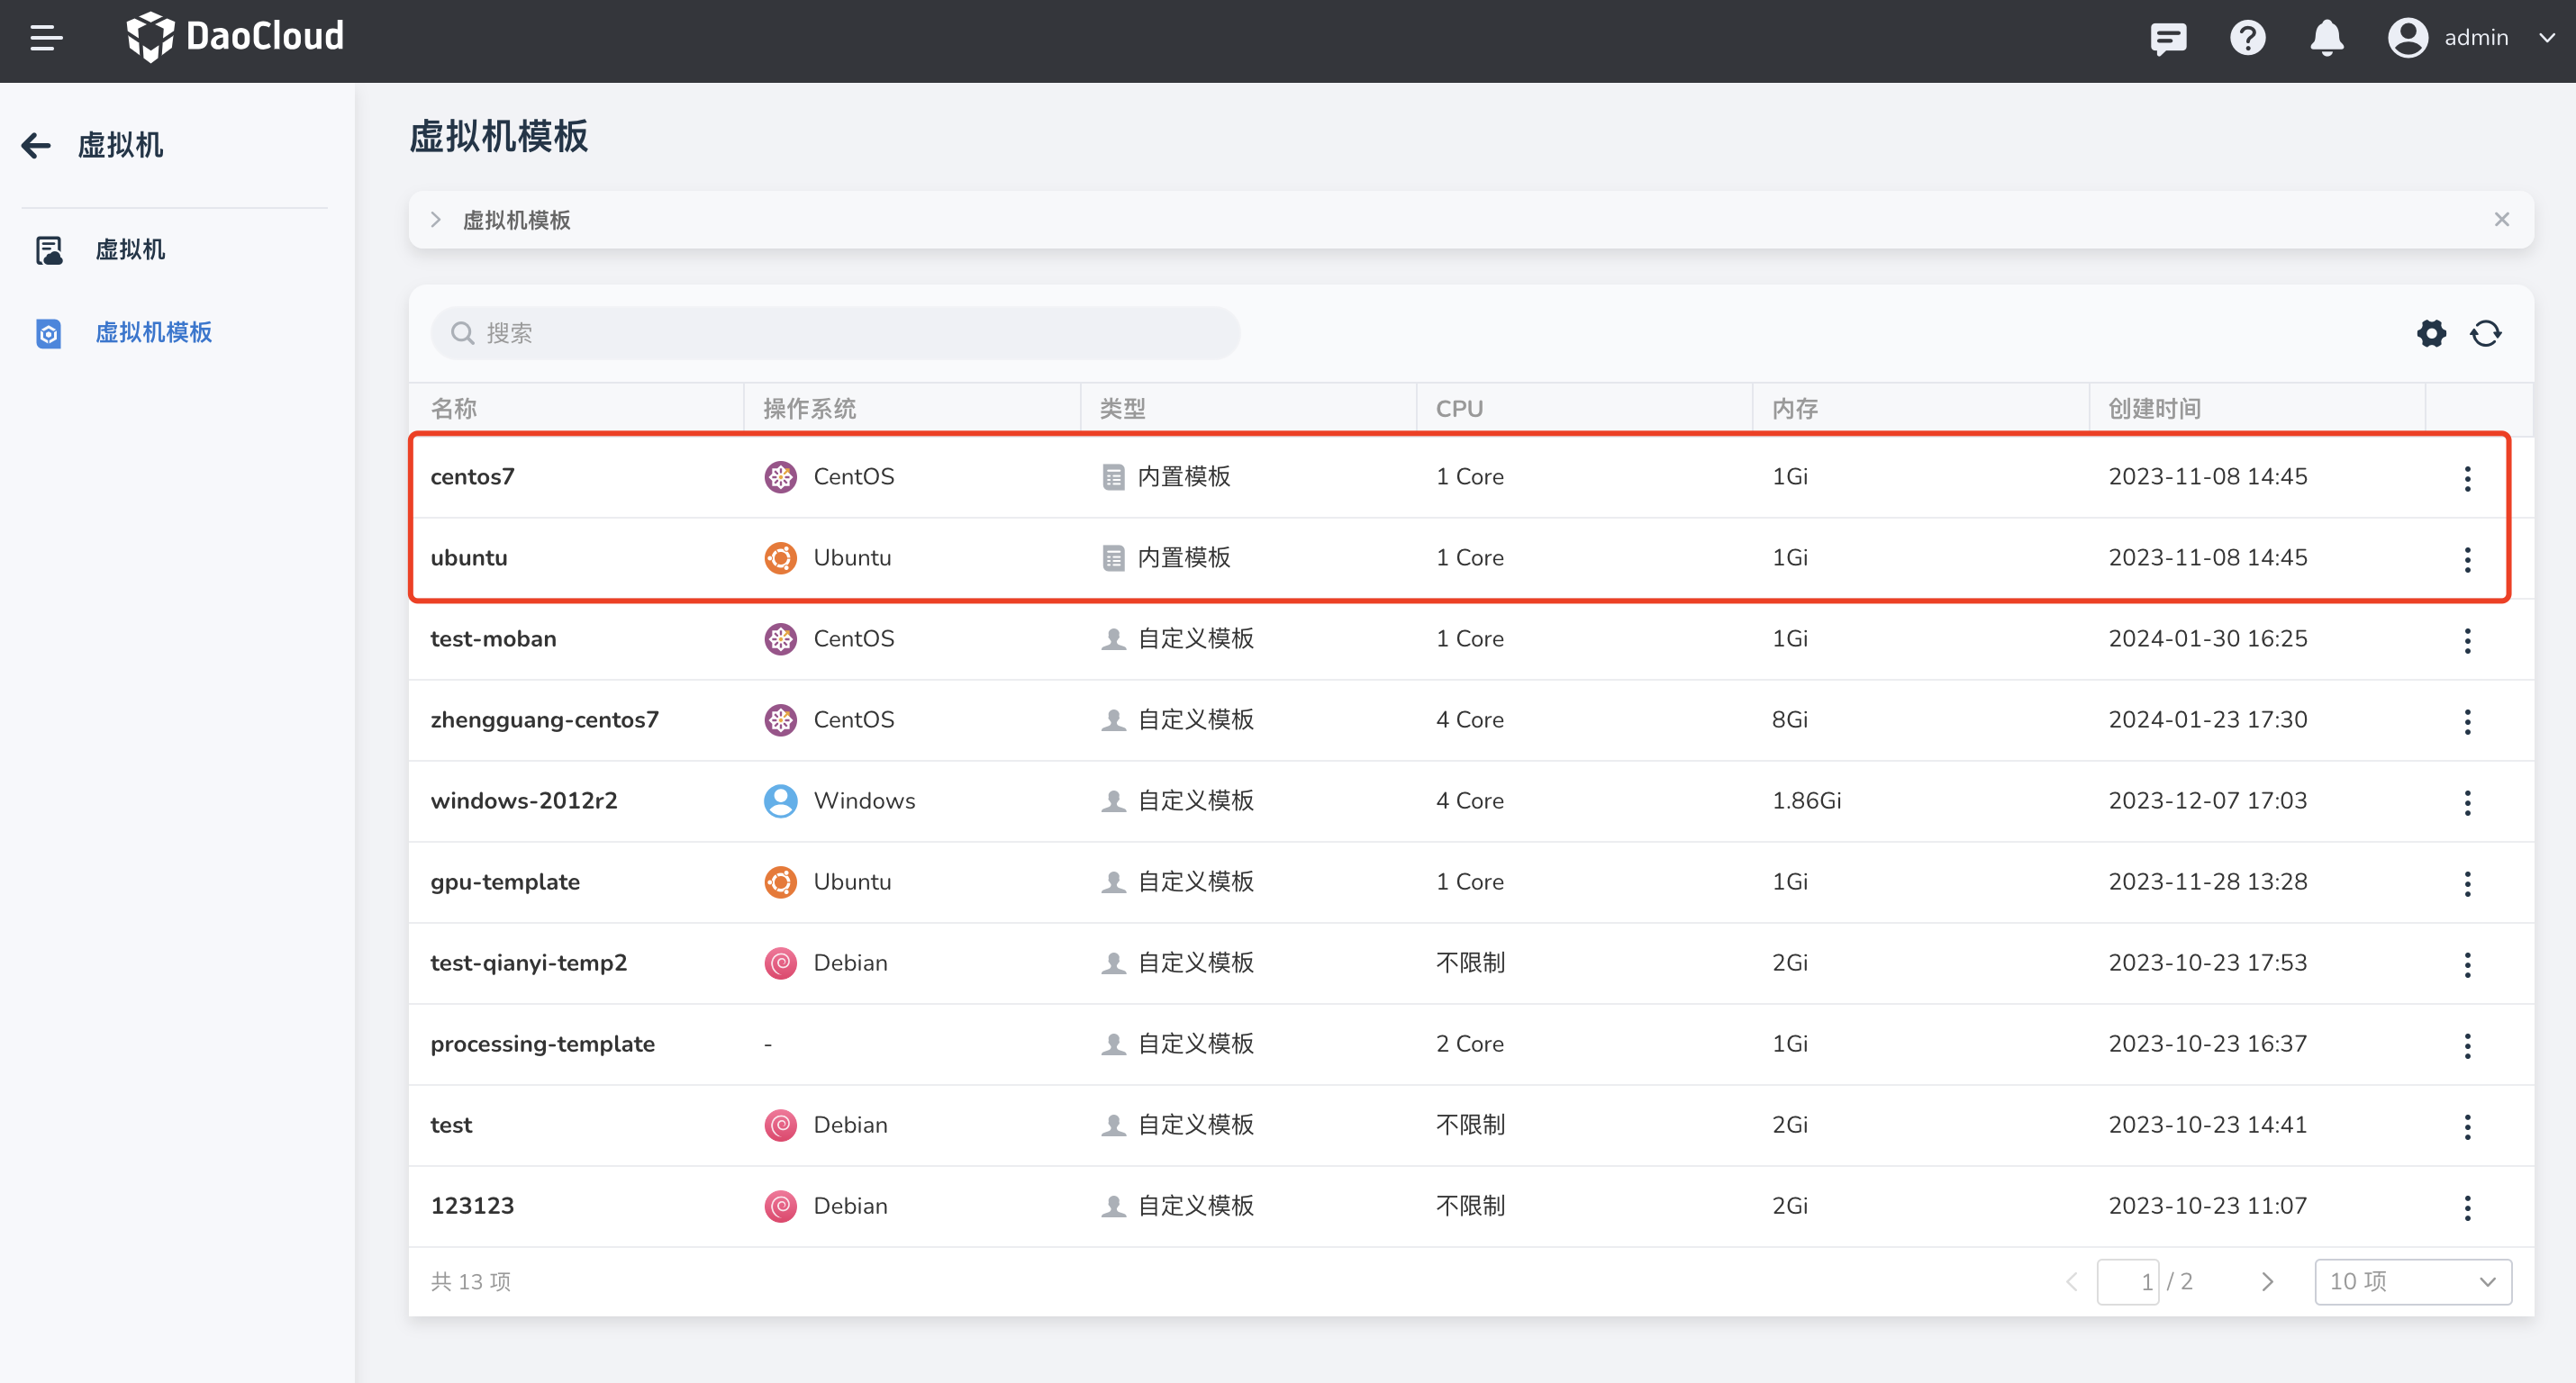 DaoCloud
admin
虚拟机
虚拟机
虚拟机模板
虚拟机模板
虚拟机模板
搜索
名称 操作系统 类型 CPU 内存 创建时间
centos7 CentOS 内置模板 1 Core 1Gi 2023-11-08 14:45
ubuntu Ubuntu 内置模板 1 Core 1Gi 2023-11-08 14:45
test-moban CentOS 自定义模板 1 Core 1Gi 2024-01-30 16:25
zhengguang-centos7 CentOS 自定义模板 4 Core 8Gi 2024-01-23 17:30
windows-2012r2 Windows 自定义模板 4 Core 1.86Gi 2023-12-07 17:03
gpu-template Ubuntu 自定义模板 1 Core 1Gi 2023-11-28 13:28
test-qianyi-temp2 Debian 自定义模板 不限制 2Gi 2023-10-23 17:53
processing-template - 自定义模板 2 Core 1Gi 2023-10-23 16:37
test Debian 自定义模板 不限制 2Gi 2023-10-23 14:41
123123 Debian 自定义模板 不限制 2Gi 2023-10-23 11:07
共 13 项 1 / 2 10 项